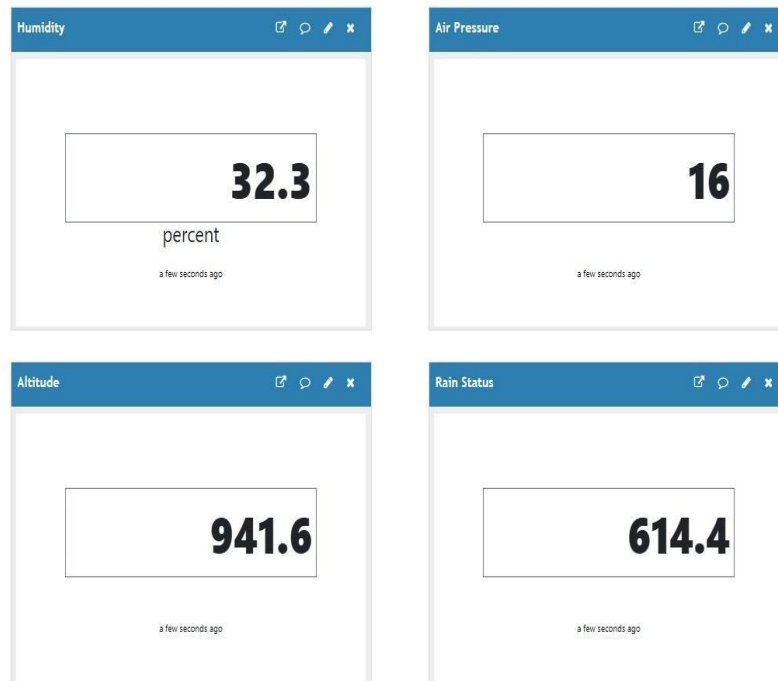 Humidity
32.3
percent
a few seconds ago
Air Pressure
16
a few seconds ago
Altitude
941.6
a few seconds ago
Rain Status
614.4
a few seconds ago